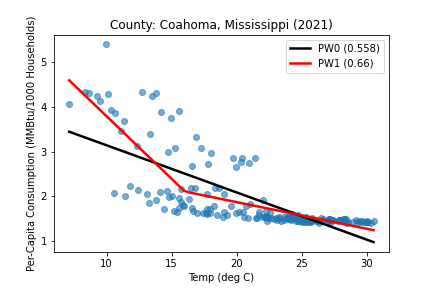 County: Coahoma, Mississippi (2021)
PW0 (0.558)
PW1 (0.66)
Per-Capita Consumption (MMBtu/1000 Households)
5
4
3
2
1
10
15
20
25
30
Temp (deg C)